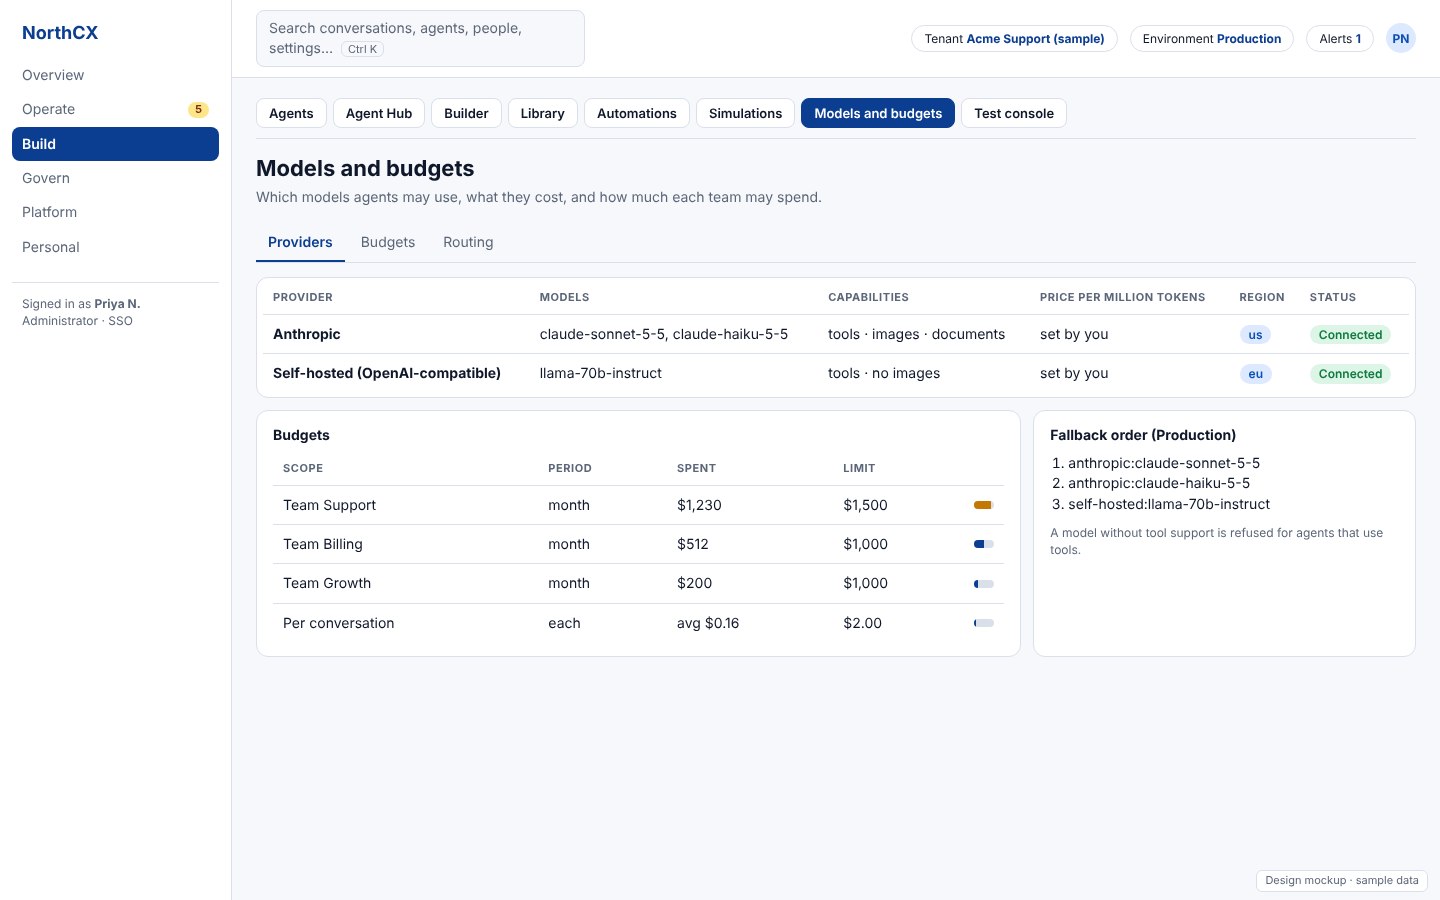 NorthCX
Overview
Operate 5
Build
Govern
Platform
Personal
Signed in as Priya N.
Administrator · SSO
Search conversations, agents, people,
settings... Ctrl K
Tenant Acme Support (sample)
Environment Production
Alerts 1
PN
Agents
Agent Hub
Builder
Library
Automations
Simulations
Models and budgets
Test console
Models and budgets
Which models agents may use, what they cost, and how much each team may spend.
Providers Budgets Routing
PROVIDER MODELS CAPABILITIES PRICE PER MILLION TOKENS REGION STATUS
Anthropic claude-sonnet-5-5, claude-haiku-5-5 tools · images · documents set by you us Connected
Self-hosted (OpenAI-compatible) llama-70b-instruct tools · no images set by you eu Connected
Budgets
SCOPE PERIOD SPENT LIMIT
Team Support month $1,230 $1,500
Team Billing month $512 $1,000
Team Growth month $200 $1,000
Per conversation each avg $0.16 $2.00
Fallback order (Production)
1. anthropic:claude-sonnet-5-5
2. anthropic:claude-haiku-5-5
3. self-hosted:llama-70b-instruct
A model without tool support is refused for agents that use
tools.
Design mockup · sample data